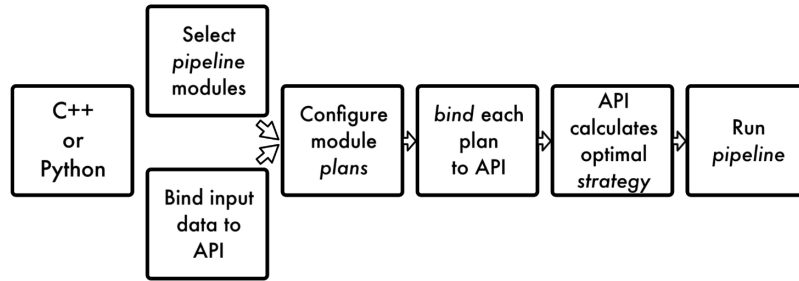 C++
or
Python
Select
pipeline
modules
Bind input
data to
API
Configure
module
plans
bind each
plan
to API
API
calculates
optimal
strategy
Run
pipeline